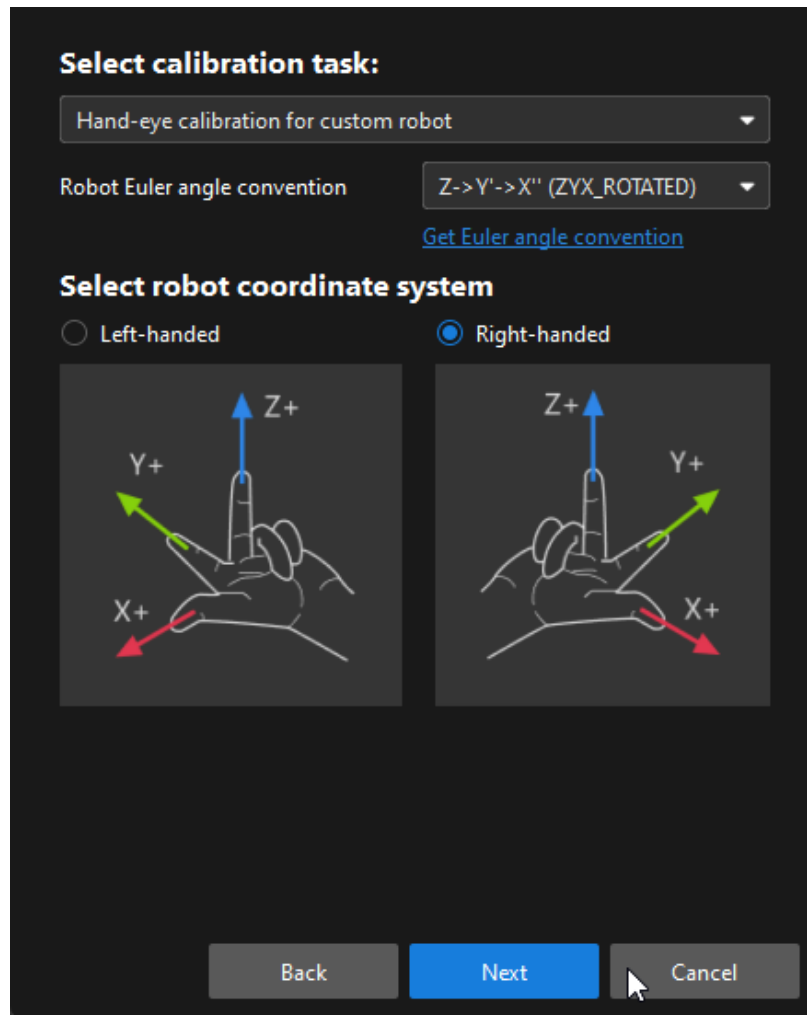 Select calibration task:
Hand-eye calibration for custom robot
Robot Euler angle convention
Z->Y'->X'' (ZYX_ROTATED)
Get Euler angle convention
Select robot coordinate system
Left-handed
Right-handed
Z+
Y+
X+
Z+
Y+
X+
Back
Next
Cancel